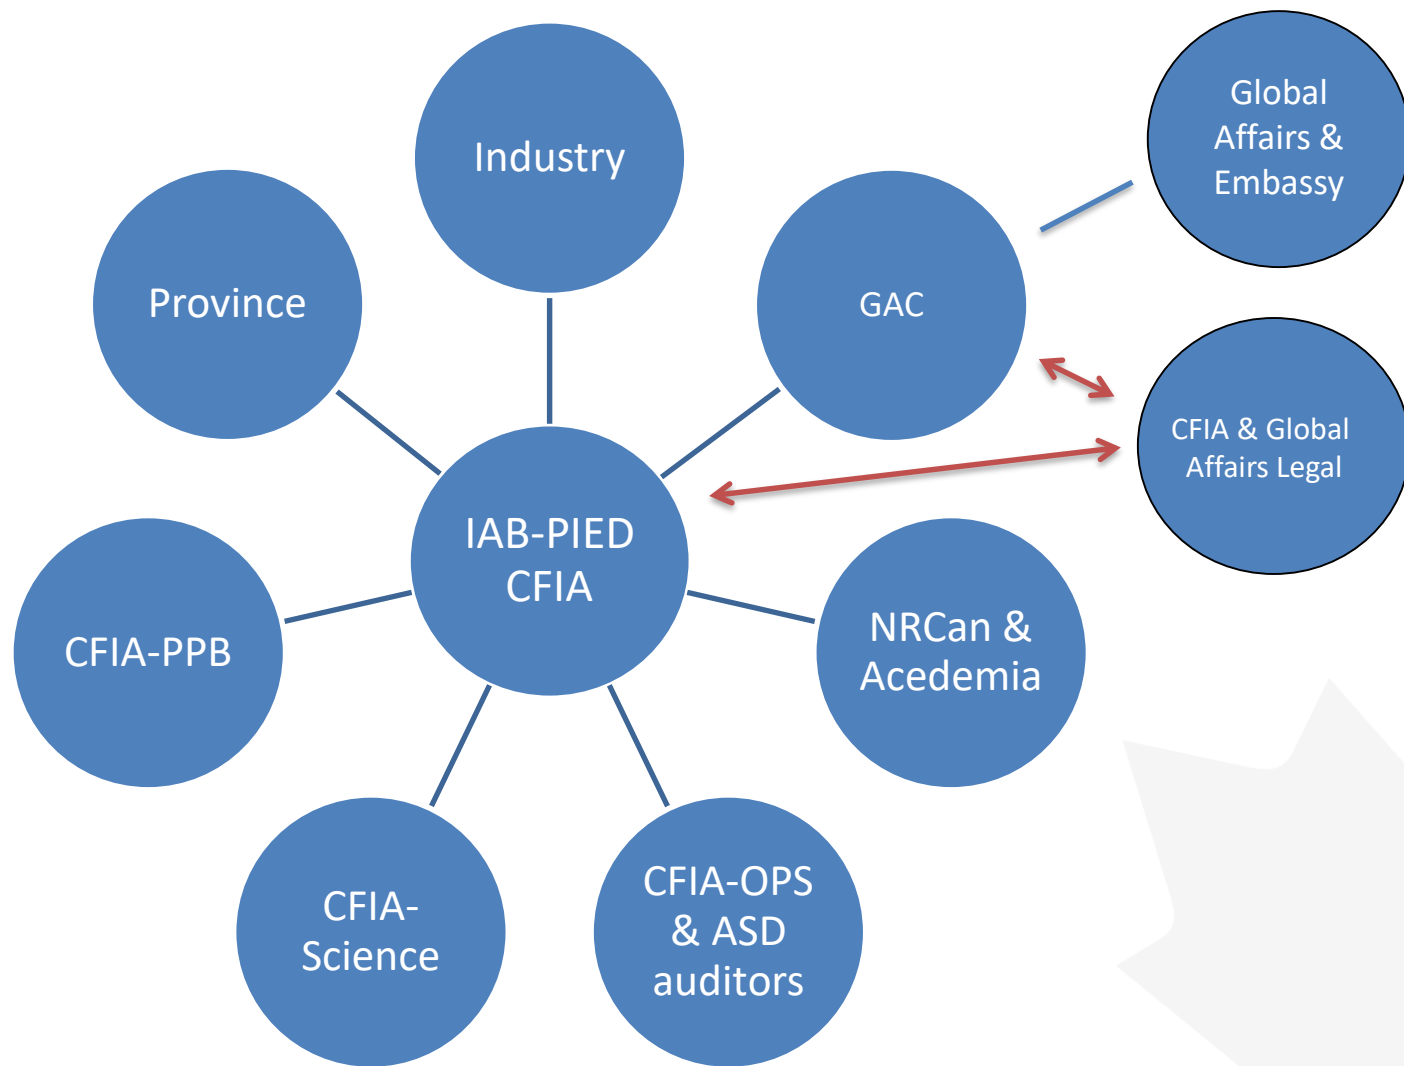 Global
Affairs &
Embassy
Industry
Province
GAC
CFIA & Global
Affairs Legal
IAB-PIED
CFIA
CFIA-PPB
NRCan &
Acedemia
CFIA-
Science
CFIA-OPS
& ASD
auditors